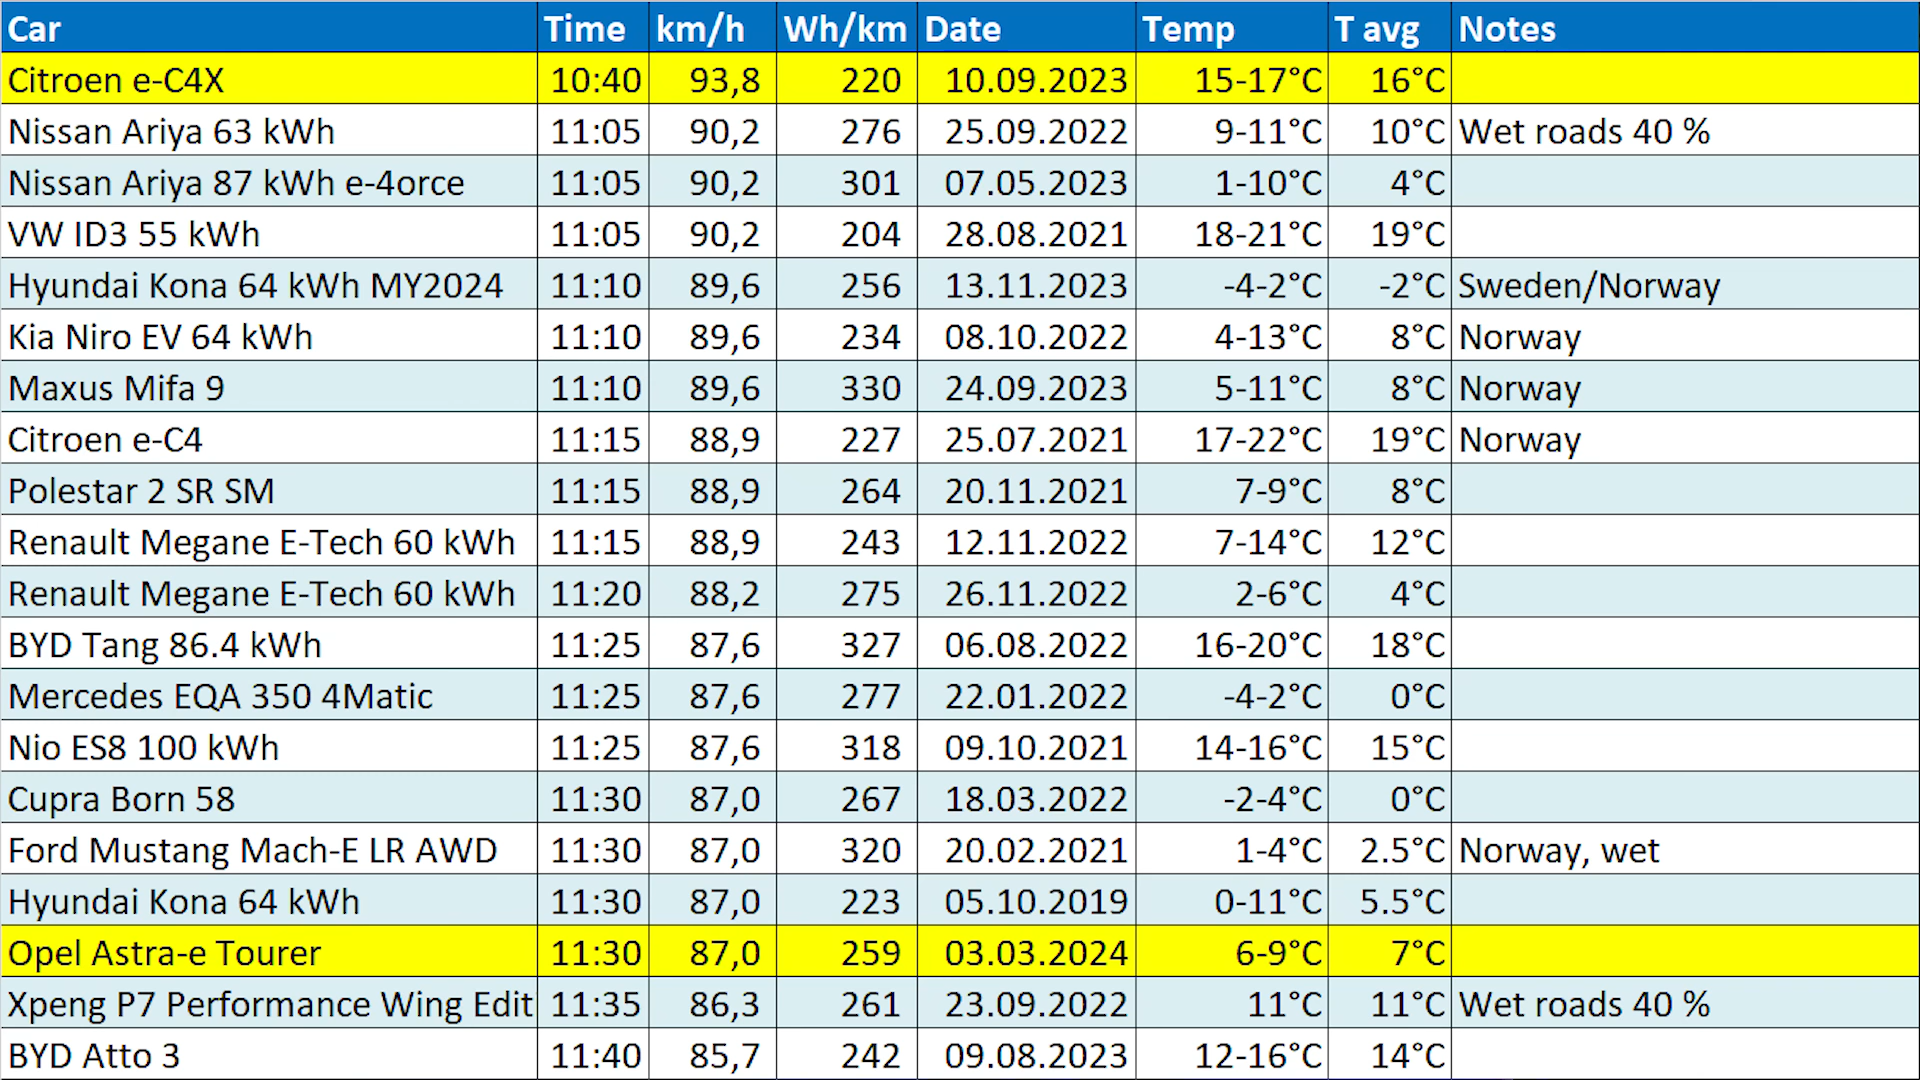 Car Time km/h Wh/km Date Temp T avg Notes
Citroen e-C4X 10:40 93,8 220 10.09.2023 15-17°C 16°C
Nissan Ariya 63 kWh 11:05 90,2 276 25.09.2022 9-11°C 10°C Wet roads 40 %
Nissan Ariya 87 kWh e-4orce 11:05 90,2 301 07.05.2023 1-10°C 4°C
VW ID3 55 kWh 11:05 90,2 204 28.08.2021 18-21°C 19°C
Hyundai Kona 64 kWh MY2024 11:10 89,6 256 13.11.2023 -4-2°C -2°C Sweden/Norway
Kia Niro EV 64 kWh 11:10 89,6 234 08.10.2022 4-13°C 8°C Norway
Maxus Mifa 9 11:10 89,6 330 24.09.2023 5-11°C 8°C Norway
Citroen e-C4 11:15 88,9 227 25.07.2021 17-22°C 19°C Norway
Polestar 2 SR SM 11:15 88,9 264 20.11.2021 7-9°C 8°C
Renault Megane E-Tech 60 kWh 11:15 88,9 243 12.11.2022 7-14°C 12°C
Renault Megane E-Tech 60 kWh 11:20 88,2 275 26.11.2022 2-6°C 4°C
BYD Tang 86.4 kWh 11:25 87,6 327 06.08.2022 16-20°C 18°C
Mercedes EQA 350 4Matic 11:25 87,6 277 22.01.2022 -4-2°C 0°C
Nio ES8 100 kWh 11:25 87,6 318 09.10.2021 14-16°C 15°C
Cupra Born 58 11:30 87,0 267 18.03.2022 -2-4°C 0°C
Ford Mustang Mach-E LR AWD 11:30 87,0 320 20.02.2021 1-4°C 2.5°C Norway, wet
Hyundai Kona 64 kWh 11:30 87,0 223 05.10.2019 0-11°C 5.5°C
Opel Astra-e Tourer 11:30 87,0 259 03.03.2024 6-9°C 7°C
Xpeng P7 Performance Wing Edit 11:35 86,3 261 23.09.2022 11°C 11°C Wet roads 40 %
BYD Atto 3 11:40 85,7 242 09.08.2023 12-16°C 14°C